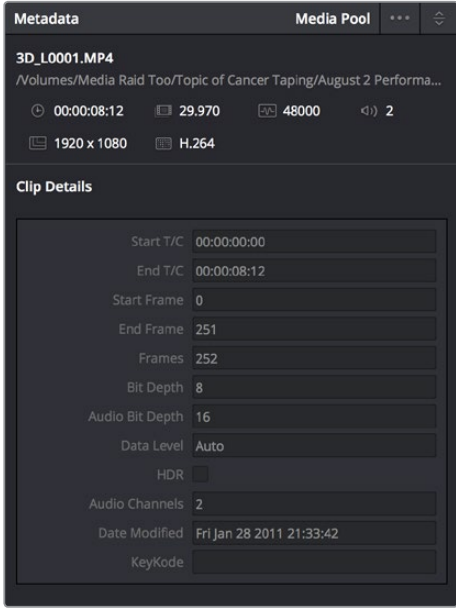 Metadata Media Pool •••
3D_L0001.MP4
/Volumes/Media Raid Too/Topic of Cancer Taping/August 2 Performa...
00:00:08:12 29.970 48000 2
1920 x 1080 H.264
Clip Details
Start T/C 00:00:00:00
End T/C 00:00:08:12
Start Frame 0
End Frame 251
Frames 252
Bit Depth 8
Audio Bit Depth 16
Data Level Auto
HDR
Audio Channels 2
Date Modified Fri Jan 28 2011 21:33:42
KeyKode